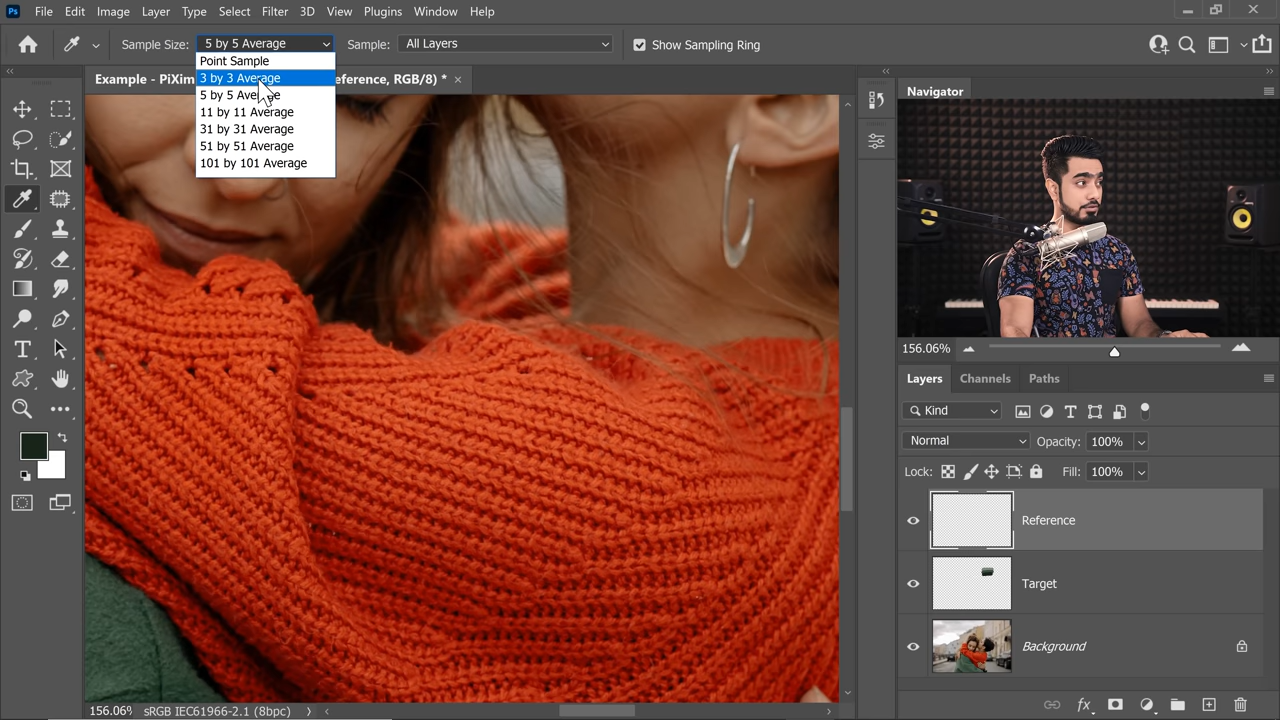 Ps File Edit Image Layer Type Select Filter 3D View Plugins Window Help
Sample Size: 5 by 5 Average Sample: All Layers Show Sampling Ring
Point Sample
3 by 3 Average
5 by 5 Average
11 by 11 Average
31 by 31 Average
51 by 51 Average
101 by 101 Average
Example - PiXim eference, RGB/8) *
Navigator
156.06%
Layers Channels Paths
Kind
Normal Opacity: 100%
Lock: Fill: 100%
Reference
Target
Background
fx
156.06% sRGB IEC61966-2.1 (8bpc)